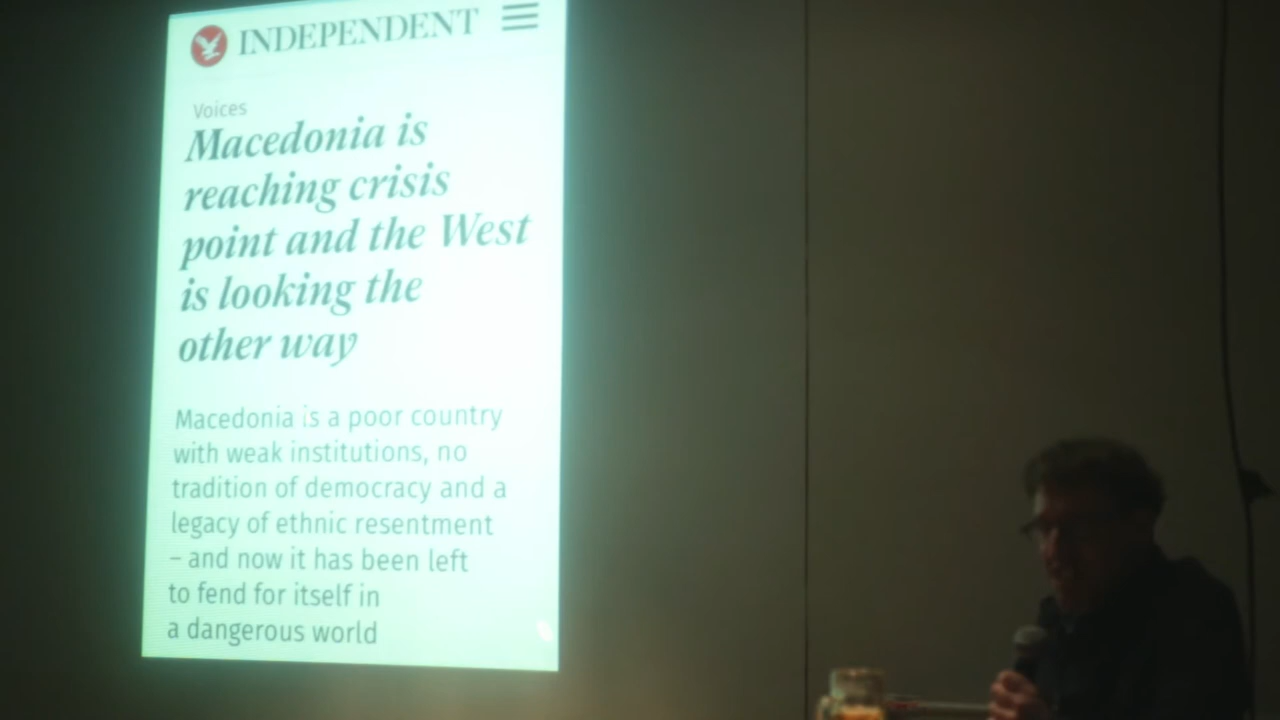 INDEPENDENT
Voices
Macedonia is
reaching crisis
point and the West
is looking the
other way
Macedonia is a poor country
with weak institutions, no
tradition of democracy and a
legacy of ethnic resentment
– and now it has been left
to fend for itself in
a dangerous world